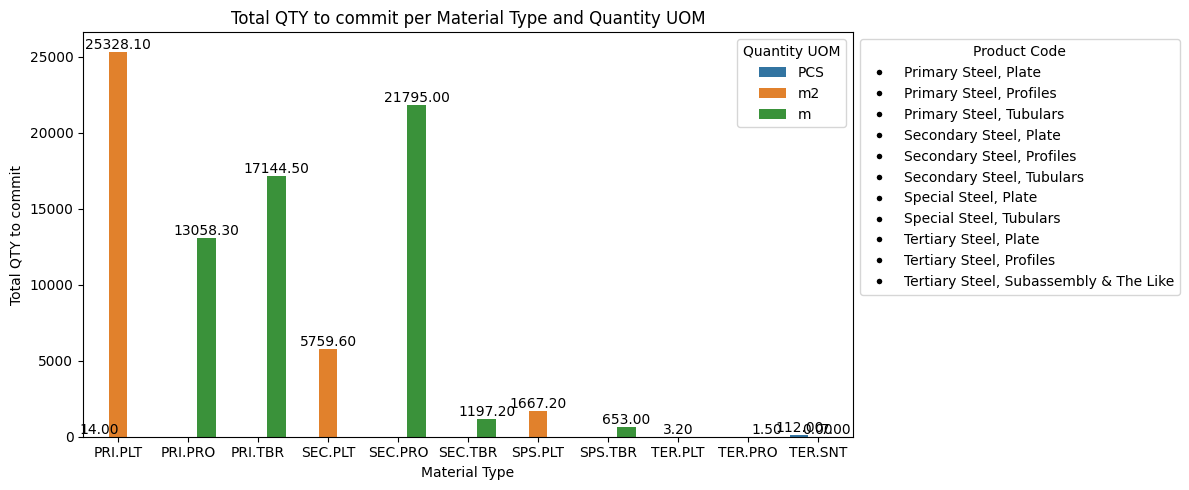 Total QTY to commit per Material Type and Quantity UOM
Total QTY to commit
25000
20000
15000
10000
5000
0
14.00
25328.10
13058.30
17144.50
5759.60
21795.00
1197.20
1667.20
653.00
3.20
1.50
112.00
0.00
7.00
PRI.PLT
PRI.PRO
PRI.TBR
SEC.PLT
SEC.PRO
SEC.TBR
SPS.PLT
SPS.TBR
TER.PLT
TER.PRO
TER.SNT
Material Type
Quantity UOM
PCS
m2
m
Product Code
Primary Steel, Plate
Primary Steel, Profiles
Primary Steel, Tubulars
Secondary Steel, Plate
Secondary Steel, Profiles
Secondary Steel, Tubulars
Special Steel, Plate
Special Steel, Tubulars
Tertiary Steel, Plate
Tertiary Steel, Profiles
Tertiary Steel, Subassembly & The Like